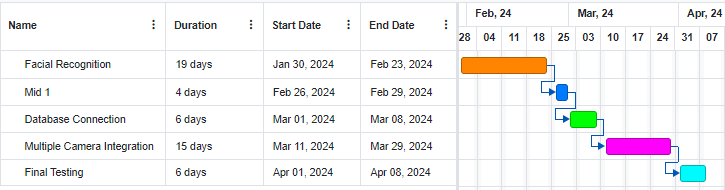 Feb, 24 Mar, 24 Apr, 24
Name Duration Start Date End Date
28 04 11 18 25 03 10 17 24 31 07
Facial Recognition 19 days Jan 30, 2024 Feb 23, 2024
Mid 1 4 days Feb 26, 2024 Feb 29, 2024
Database Connection 6 days Mar 01, 2024 Mar 08, 2024
Multiple Camera Integration 15 days Mar 11, 2024 Mar 29, 2024
Final Testing 6 days Apr 01, 2024 Apr 08, 2024